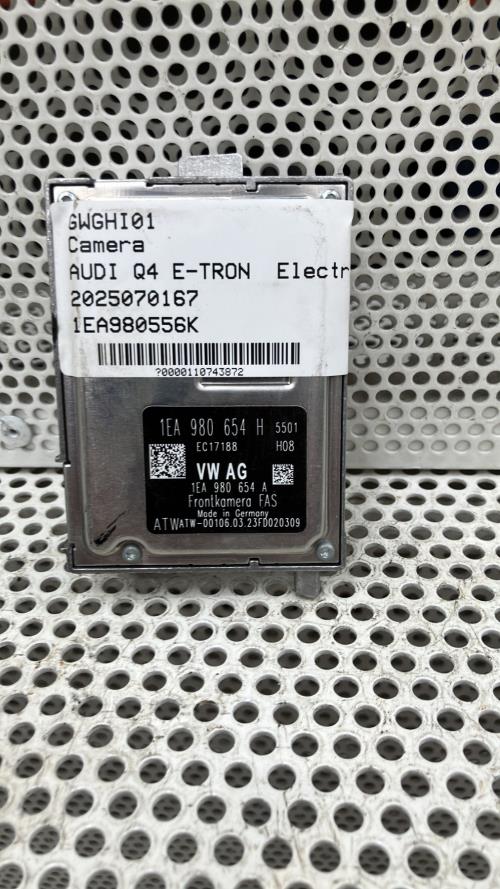 GWGHI01
Camera
AUDI Q4 E-TRON Electr
2025070167
1EA980556K
?0000110743872
1EA 980 654 H 5501
EC17188 H08
VW AG
1EA 980 654 A
Frontkamera FAS
Made in Germany
ATW ATW-00106.03.23FD020309